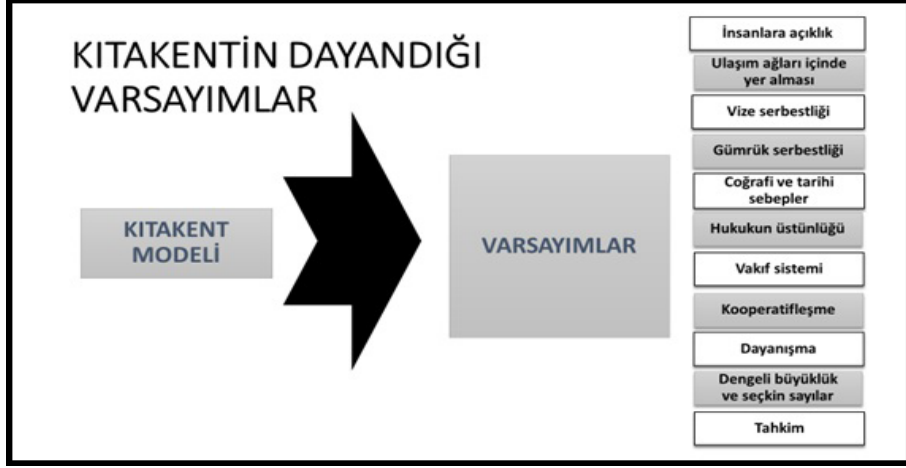 KITAKENTİN DAYANDIĞI
VARSAYIMLAR
KITAKENT
MODELİ
VARSAYIMLAR
İnsanlara açıklık
Ulaşım ağları içinde
yer alması
Vize serbestliği
Gümrük serbestliği
Coğrafi ve tarihi
sebepler
Hukukun üstünlüğü
Vakıf sistemi
Kooperatifleşme
Dayanışma
Dengeli büyüklük
ve seçkin sayılar
Tahkim